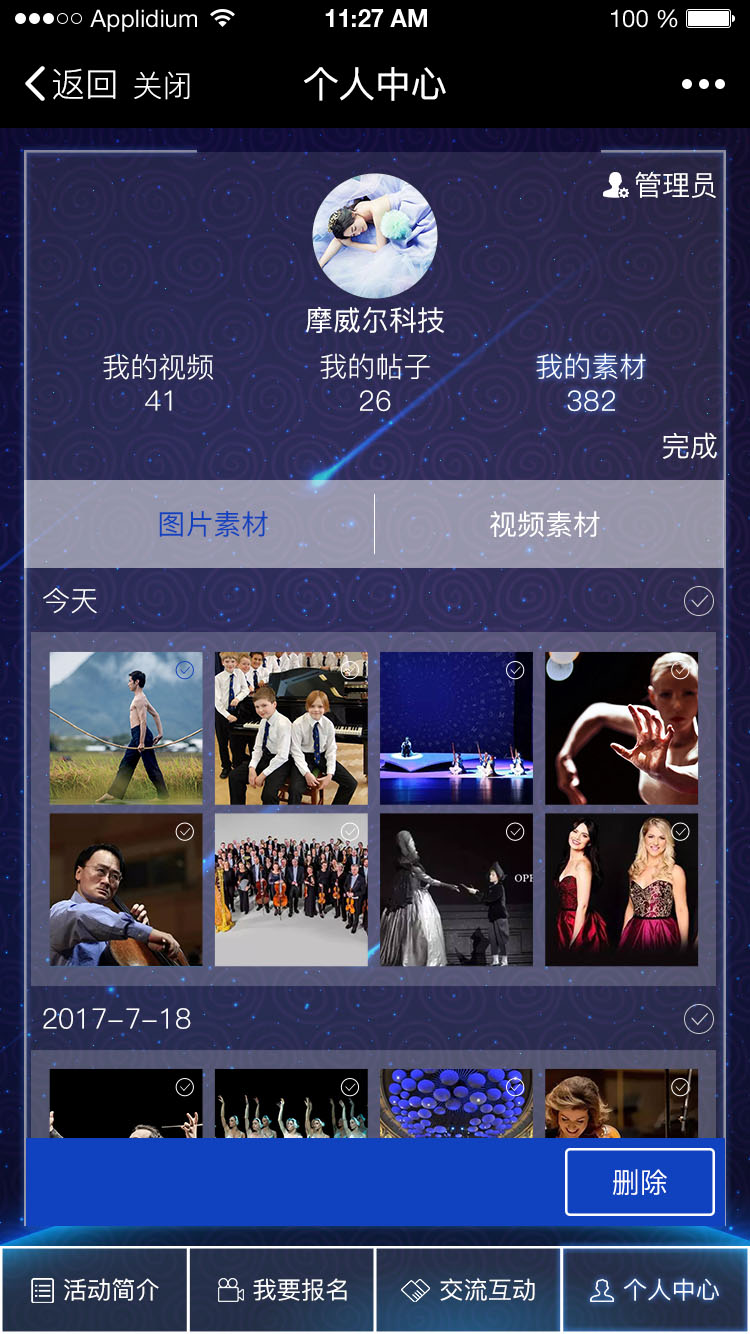 Applidium 11:27 AM 100 %
返回 关闭 个人中心
管理员
摩威尔科技
我的视频 我的帖子 我的素材
41 26 382
完成
图片素材 视频素材
今天
OPE
2017-7-18
删除
活动简介 我要报名 交流互动 个人中心